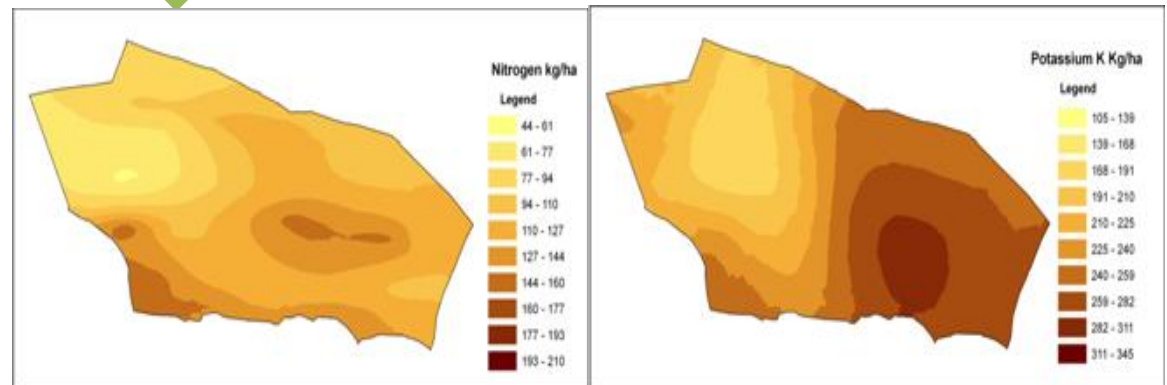 Nitrogen kg/ha
Legend
44 - 61
61 - 77
77 - 94
94 - 110
110 - 127
127 - 144
144 - 160
160 - 177
177 - 193
193 - 210
Potassium K Kg/ha
Legend
105 - 139
139 - 168
168 - 191
191 - 210
210 - 225
225 - 240
240 - 259
259 - 282
282 - 311
311 - 345